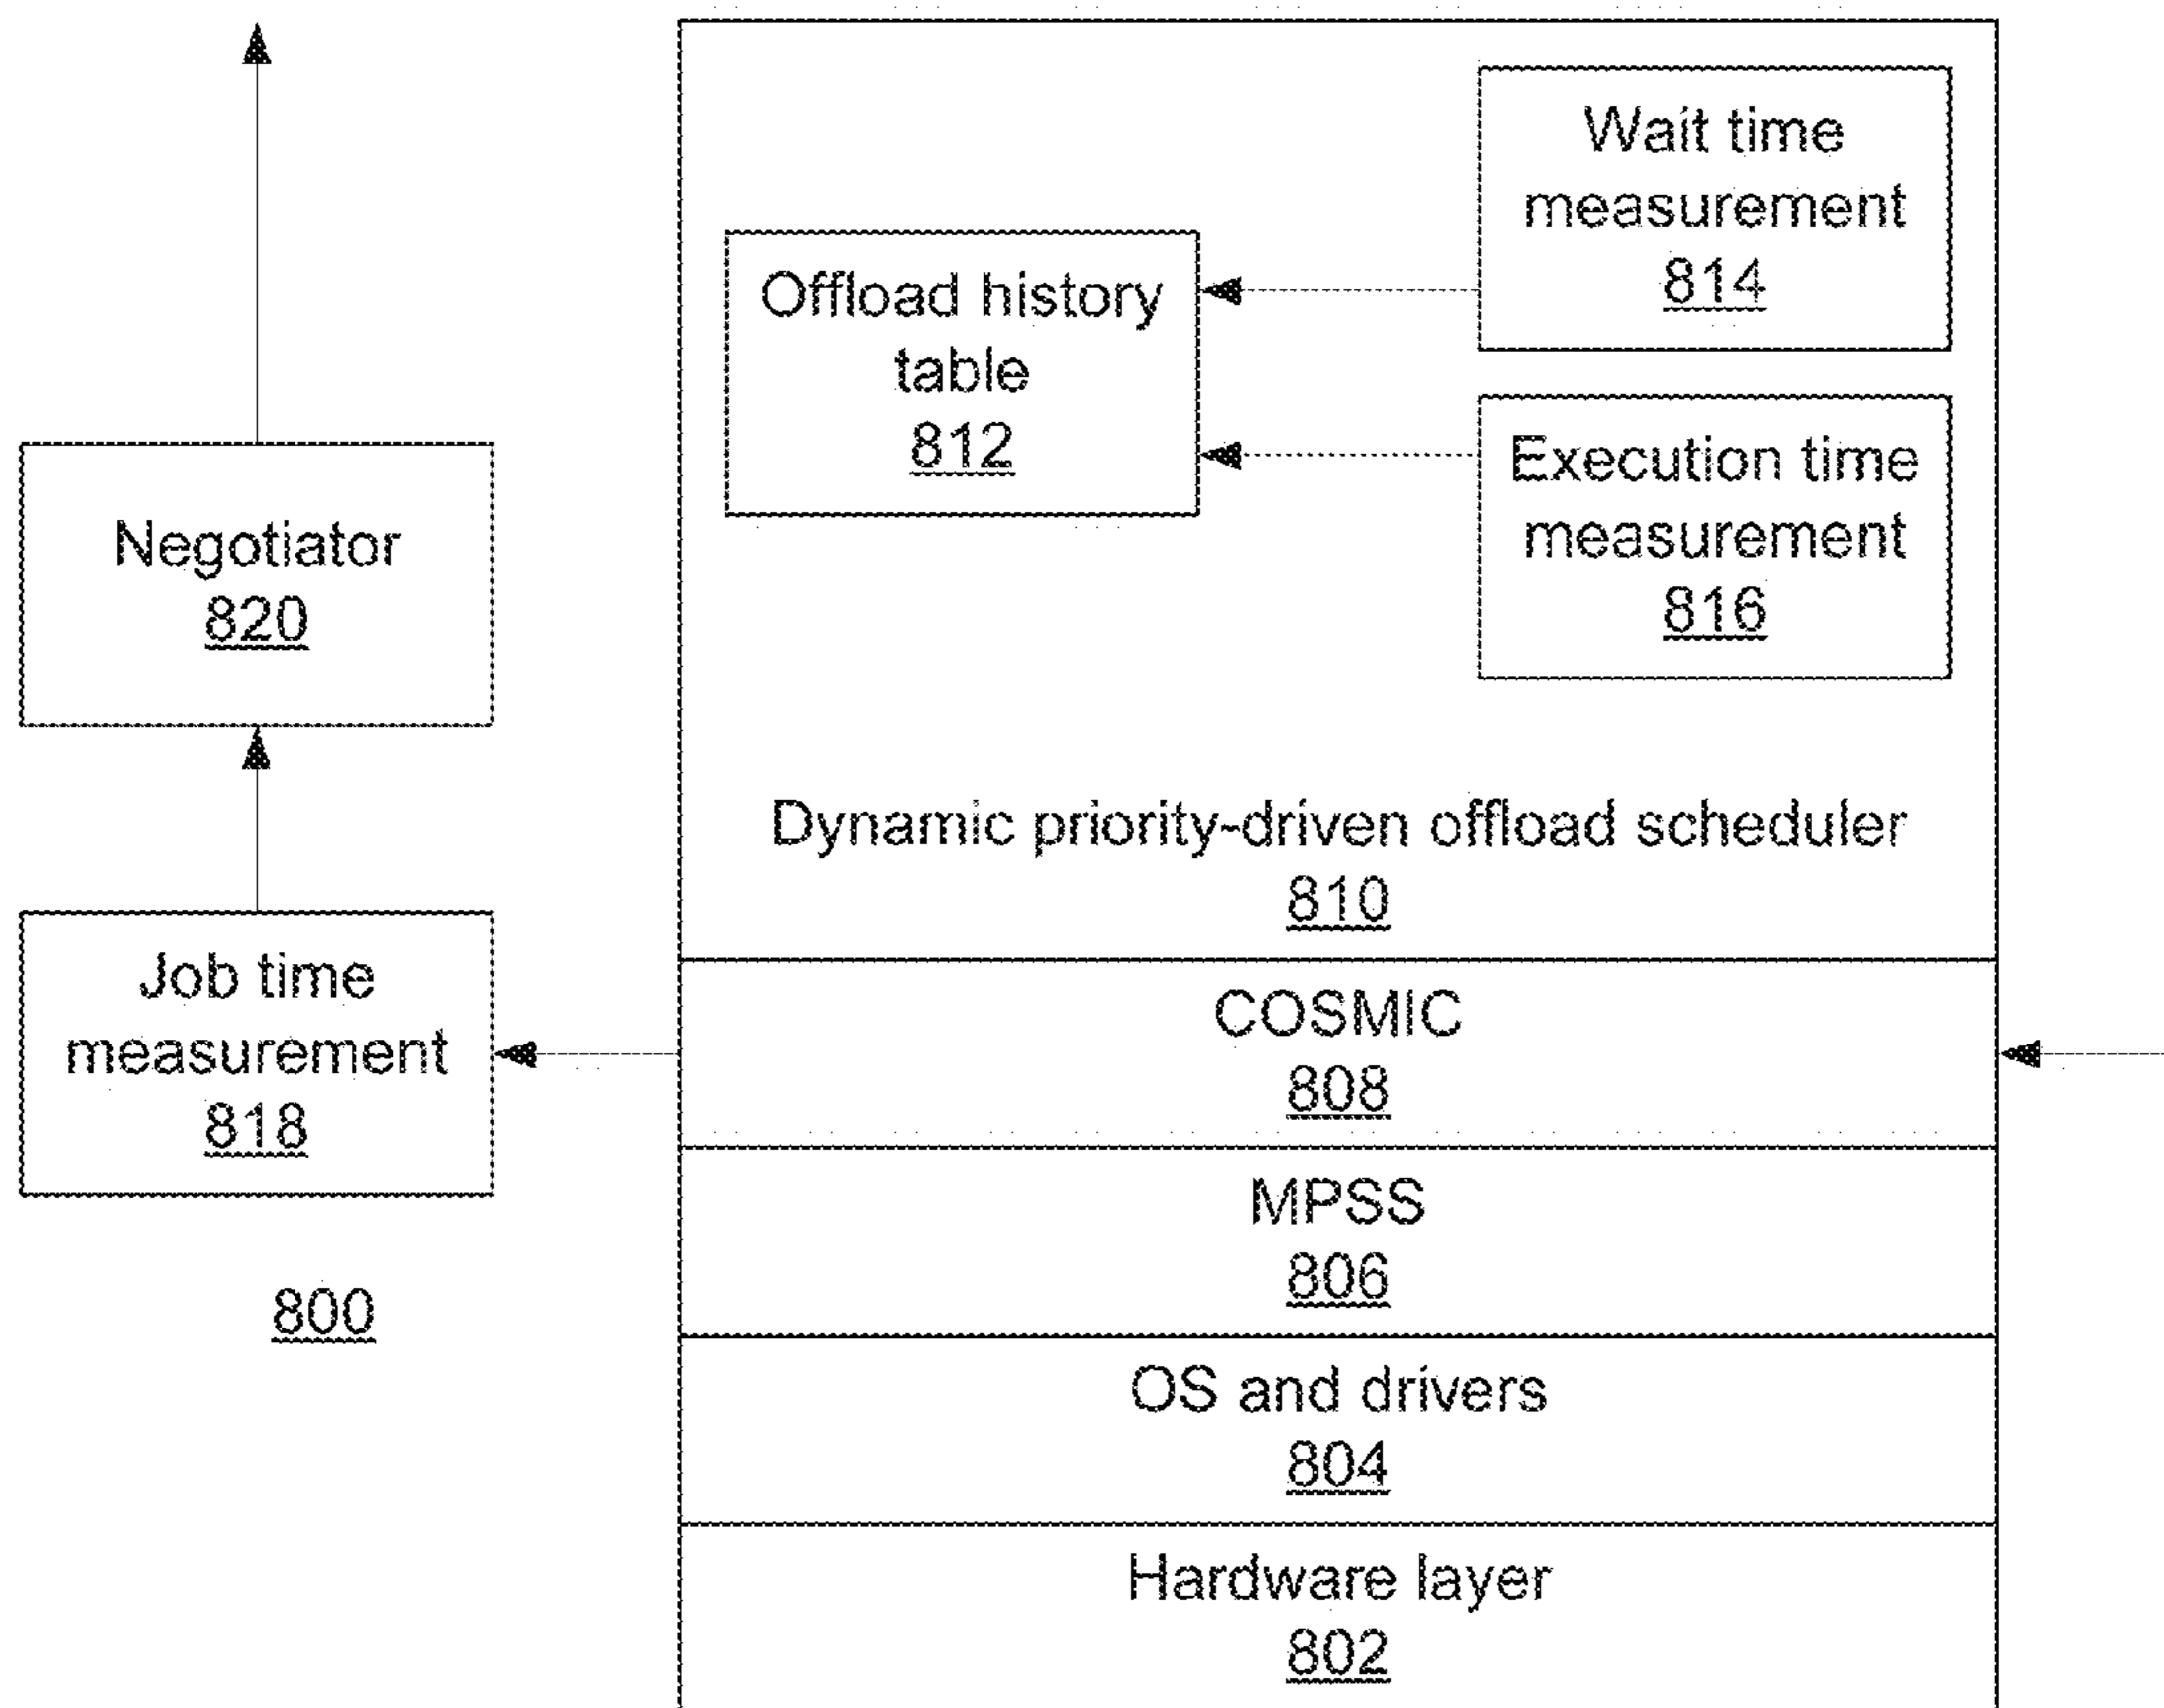 Wait time
measurement
814
Offload history
table
812
Execution time
measurement
816
Negotiator
820
Dynamic priority-driven offload scheduler
810
Job time
measurement
818
COSMIC
808
MPSS
806
800
OS and drivers
804
Hardware layer
802